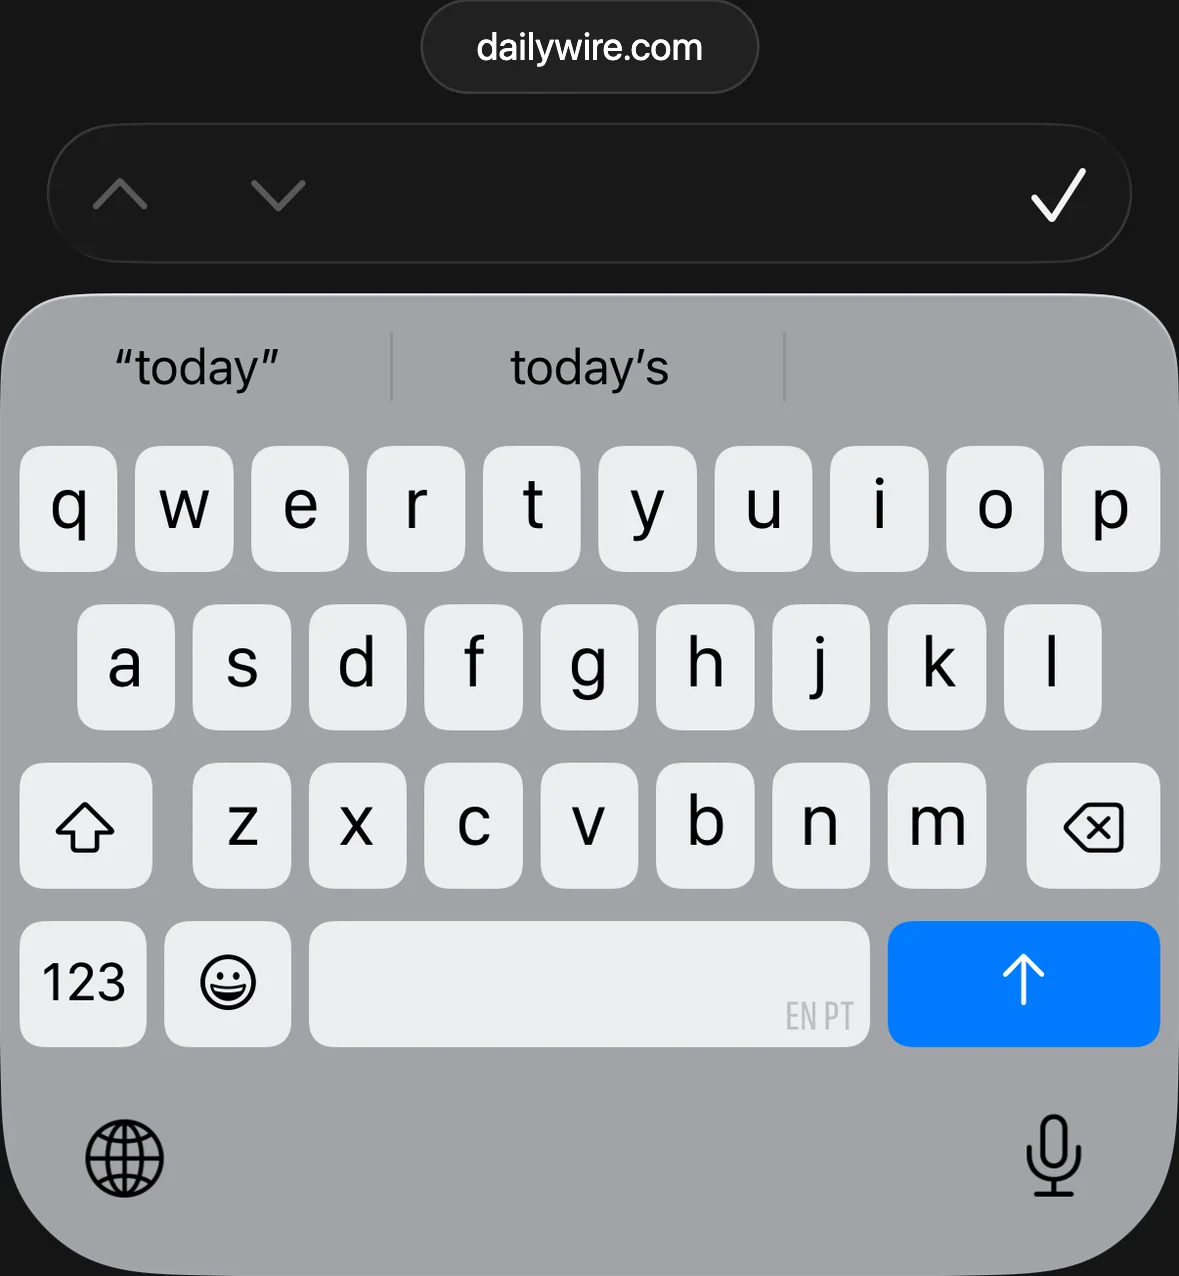 dailywire.com
“today” today’s
q w e r t y u i o p
a s d f g h j k l
z x c v b n m
123
EN PT